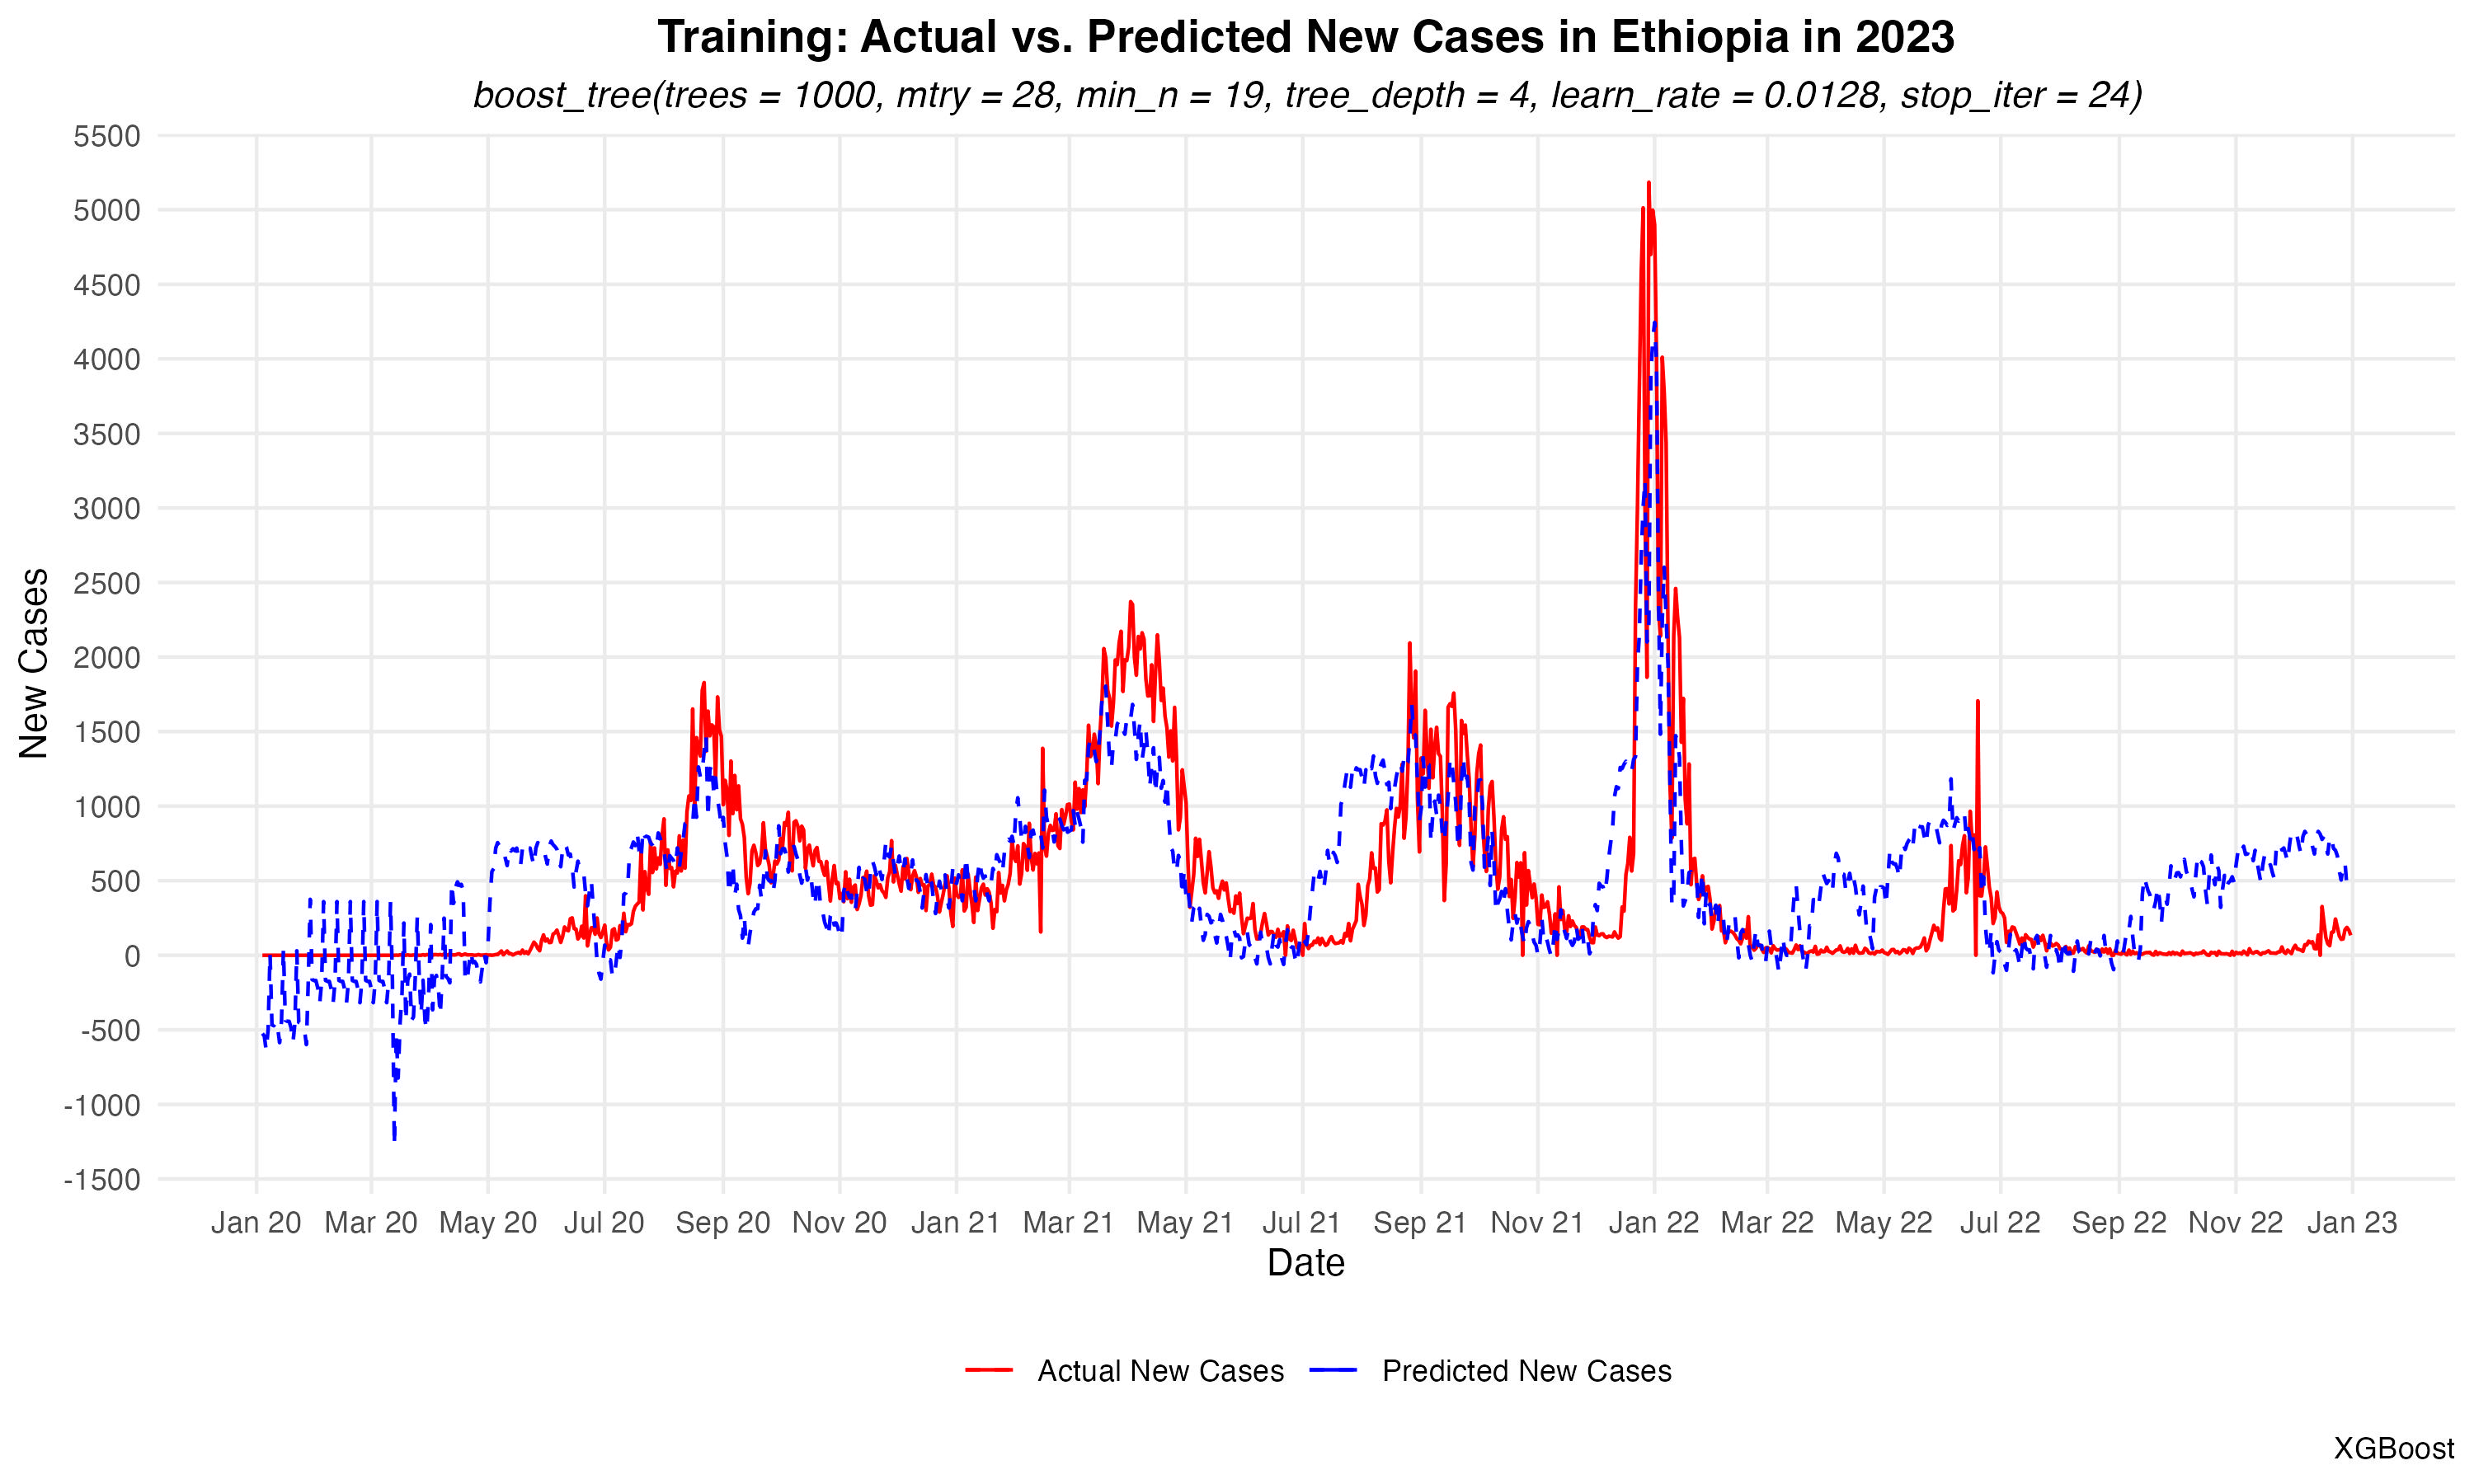 Training: Actual vs. Predicted New Cases in Ethiopia in 2023
boost_tree(trees = 1000, mtry = 28, min_n = 19, tree_depth = 4, learn_rate = 0.0128, stop_iter = 24)
5500
5000
4500
4000
3500
3000
2500
2000
1500
1000
500
0
-500
-1000
-1500
New Cases
Jan 20 Mar 20 May 20 Jul 20 Sep 20 Nov 20 Jan 21 Mar 21 May 21 Jul 21 Sep 21 Nov 21 Jan 22 Mar 22 May 22 Jul 22 Sep 22 Nov 22 Jan 23
Date
Actual New Cases Predicted New Cases
XGBoost